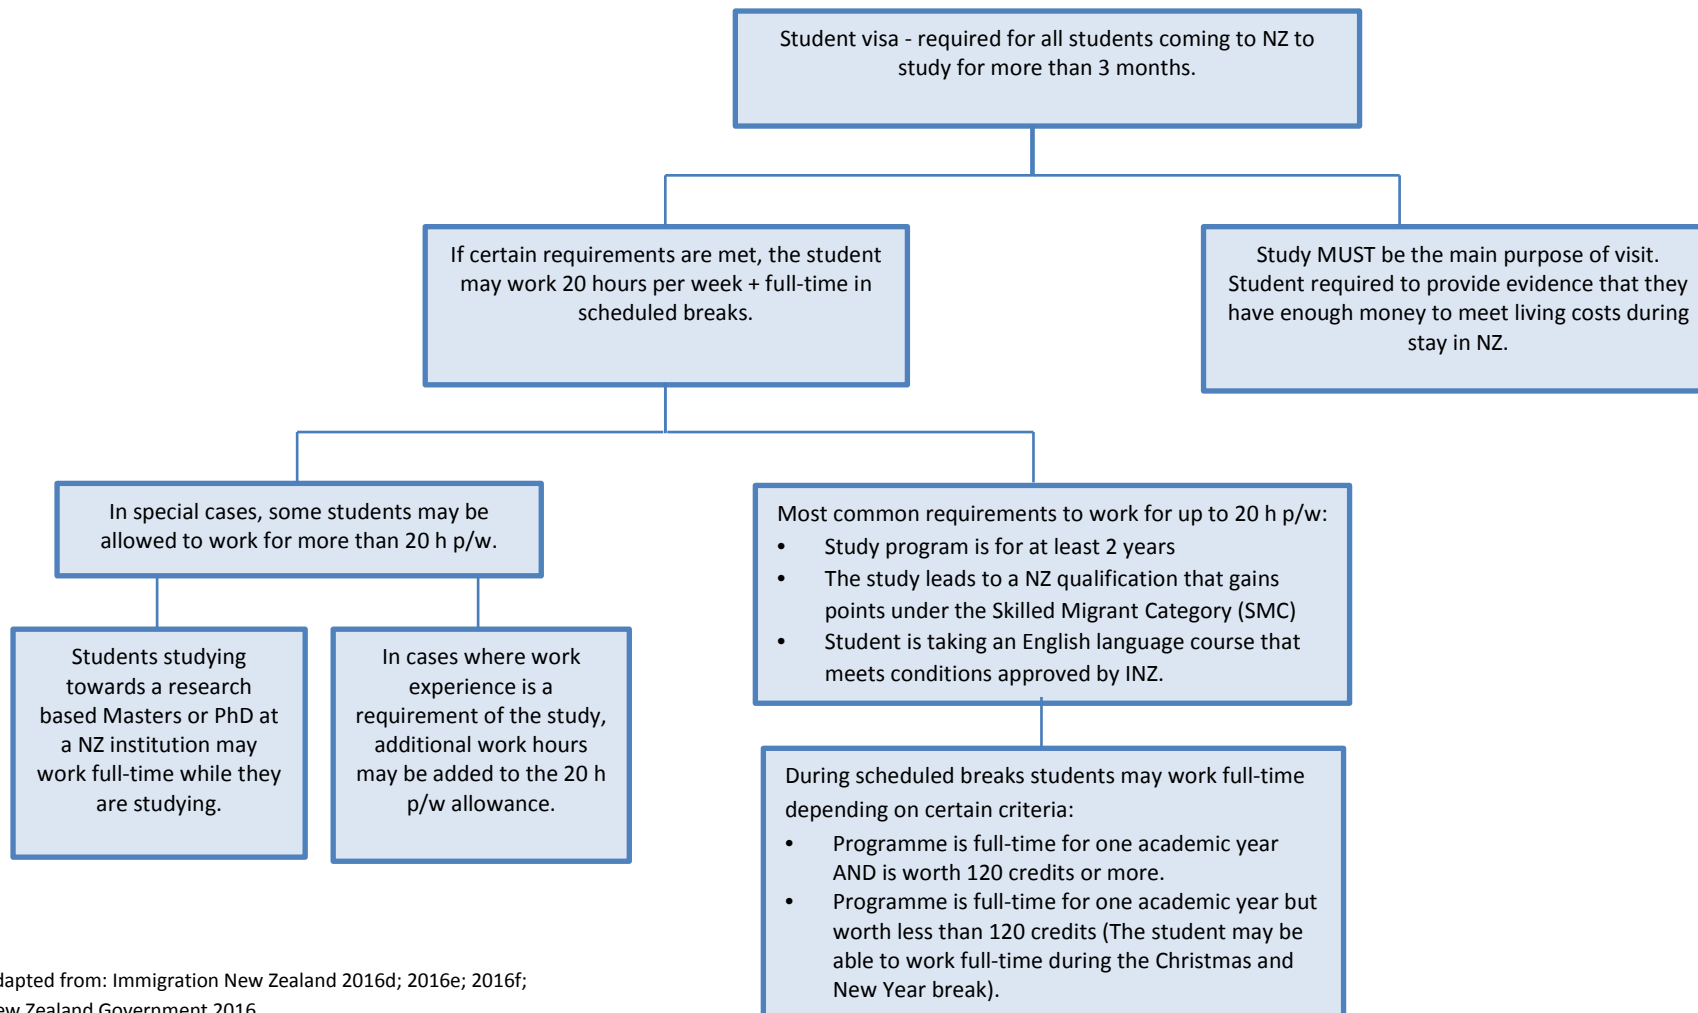 Student visa - required for all students coming to NZ to
study for more than 3 months.
If certain requirements are met, the student
may work 20 hours per week + full-time in
scheduled breaks.
Study MUST be the main purpose of visit.
Student required to provide evidence that they
have enough money to meet living costs during
stay in NZ.
In special cases, some students may be
allowed to work for more than 20 h p/w.
Most common requirements to work for up to 20 h p/w:
• Study program is for at least 2 years
• The study leads to a NZ qualification that gains
points under the Skilled Migrant Category (SMC)
• Student is taking an English language course that
meets conditions approved by INZ.
Students studying
towards a research
based Masters or PhD at
a NZ institution may
work full-time while they
are studying.
In cases where work
experience is a
requirement of the study,
additional work hours
may be added to the 20 h
p/w allowance.
During scheduled breaks students may work full-time
depending on certain criteria:
• Programme is full-time for one academic year
AND is worth 120 credits or more.
• Programme is full-time for one academic year but
worth less than 120 credits (The student may be
able to work full-time during the Christmas and
New Year break).
dapted from: Immigration New Zealand 2016d; 2016e; 2016f;
ew Zealand Government 2016